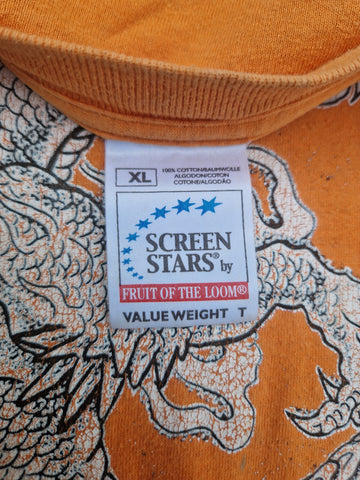 XL
100% COTTON/BAUMWOLLE
ALGODON/COTON
COTONE/ALGODÃO
SCREEN
STARS® by
FRUIT OF THE LOOM®
VALUE WEIGHT T